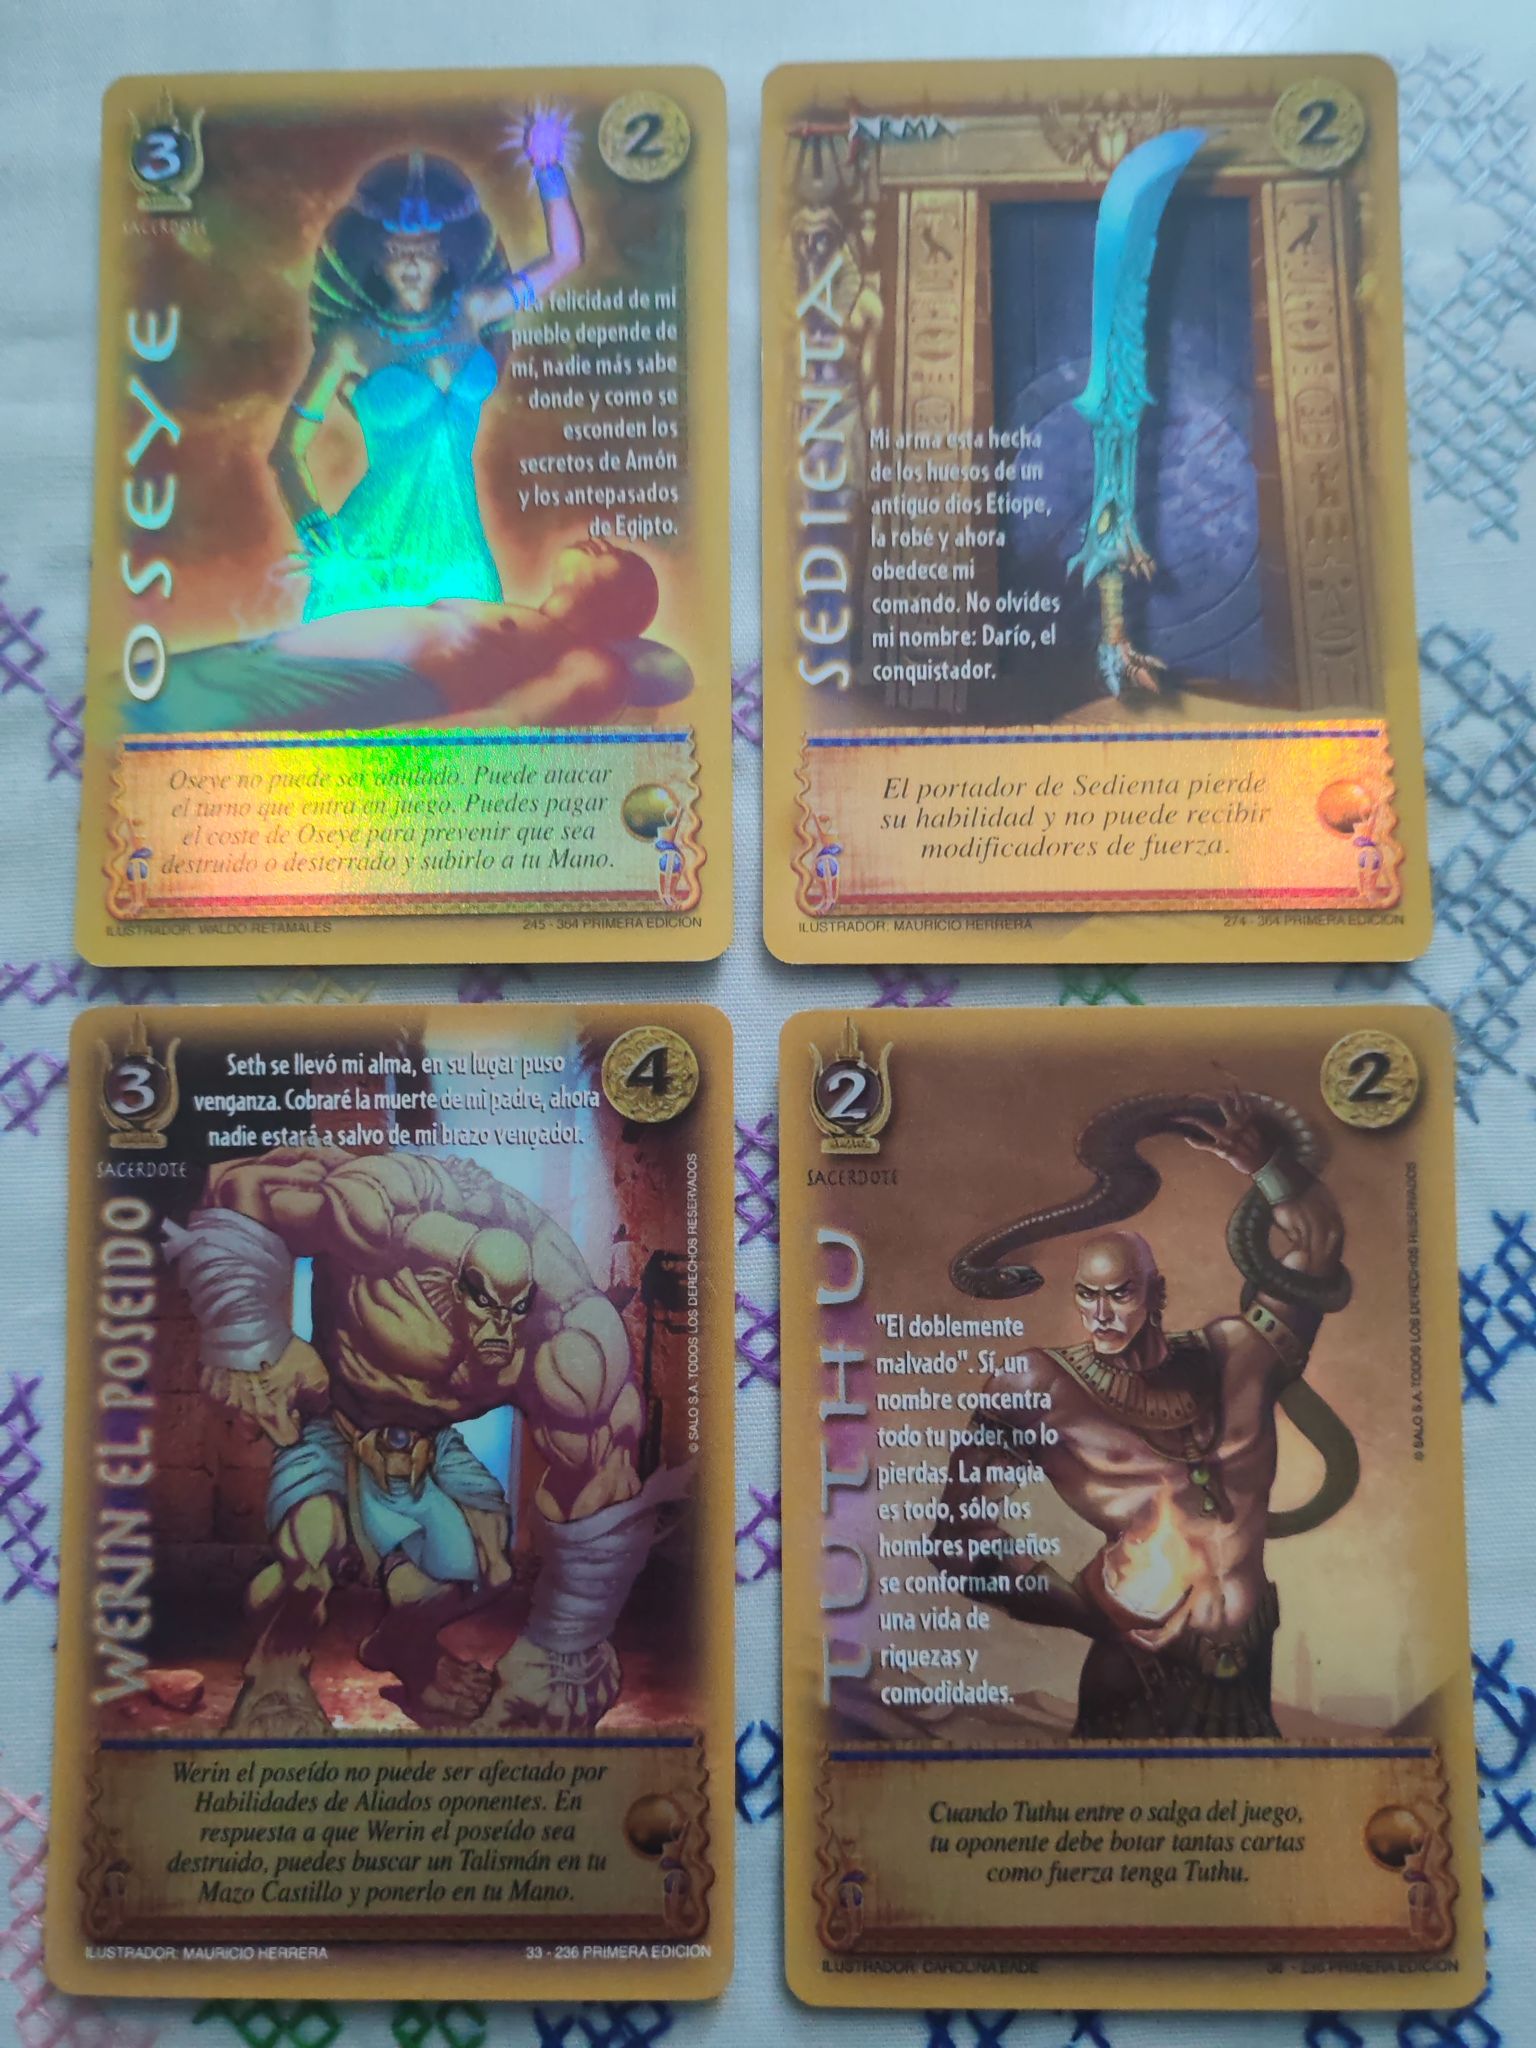 3
2
SACERDOTE
OSEYE
La felicidad de mi
pueblo depende de
mí, nadie más sabe
donde y como se
esconden los
secretos de Amón
y los antepasados
de Egipto.
Oseye no puede ser anulado. Puede atacar
el turno que entra en juego. Puedes pagar
el coste de Oseye para prevenir que sea
destruido o desterrado y subirlo a tu Mano.
ILUSTRADOR: WALDO RETAMALES
245 - 364 PRIMERA EDICION
ARMA
2
SEDIENTA
Mi arma esta hecha
de los huesos de un
antiguo dios Etiope,
la robé y ahora
obedece mi
comando. No olvides
mi nombre: Darío, el
conquistador.
El portador de Sedienta pierde
su habilidad y no puede recibir
modificadores de fuerza.
ILUSTRADOR: MAURICIO HERRERA
274 - 364 PRIMERA EDICION
3
4
SACERDOTE
Seth se llevó mi alma, en su lugar puso
venganza. Cobraré la muerte de mi padre, ahora
nadie estará a salvo de mi brazo vengador.
WERIN EL POSEIDO
© SALO S.A. TODOS LOS DERECHOS RESERVADOS
Werin el poseído no puede ser afectado por
Habilidades de Aliados oponentes. En
respuesta a que Werin el poseído sea
destruido, puedes buscar un Talismán en tu
Mazo Castillo y ponerlo en tu Mano.
ILUSTRADOR: MAURICIO HERRERA
33 - 236 PRIMERA EDICION
2
2
SACERDOTE
TUTHU
"El doblemente
malvado". Sí, un
nombre concentra
todo tu poder, no lo
pierdas. La magia
es todo, sólo los
hombres pequeños
se conforman con
una vida de
riquezas y
comodidades.
© SALO S.A. TODOS LOS DERECHOS RESERVADOS
Cuando Tuthu entre o salga del juego,
tu oponente debe botar tantas cartas
como fuerza tenga Tuthu.
ILUSTRADOR: CAROLINA EADE
- 236 PRIMERA EDICION